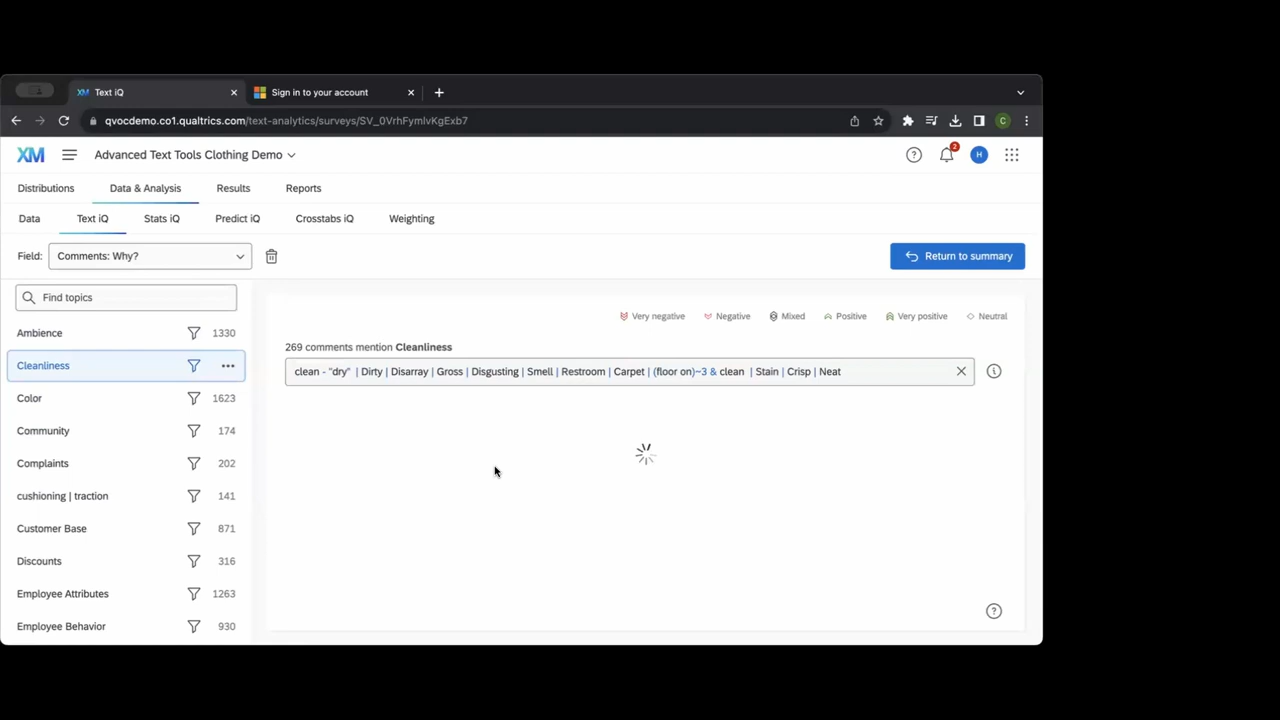 XM Text iQ
Sign in to your account
qvocdemo.co1.qualtrics.com/text-analytics/surveys/SV_0VrhFymlvKgExb7
C
XM
Advanced Text Tools Clothing Demo
2
H
Distributions Data & Analysis Results Reports
Data Text iQ Stats iQ Predict iQ Crosstabs iQ Weighting
Field: Comments: Why?
Return to summary
Find topics
Very negative Negative Mixed Positive Very positive Neutral
Ambience 1330
269 comments mention Cleanliness
Cleanliness
clean - "dry" | Dirty | Disarray | Gross | Disgusting | Smell | Restroom | Carpet | (floor on)~3 & clean | Stain | Crisp | Neat
Color 1623
Community 174
Complaints 202
cushioning | traction 141
Customer Base 871
Discounts 316
Employee Attributes 1263
Employee Behavior 930